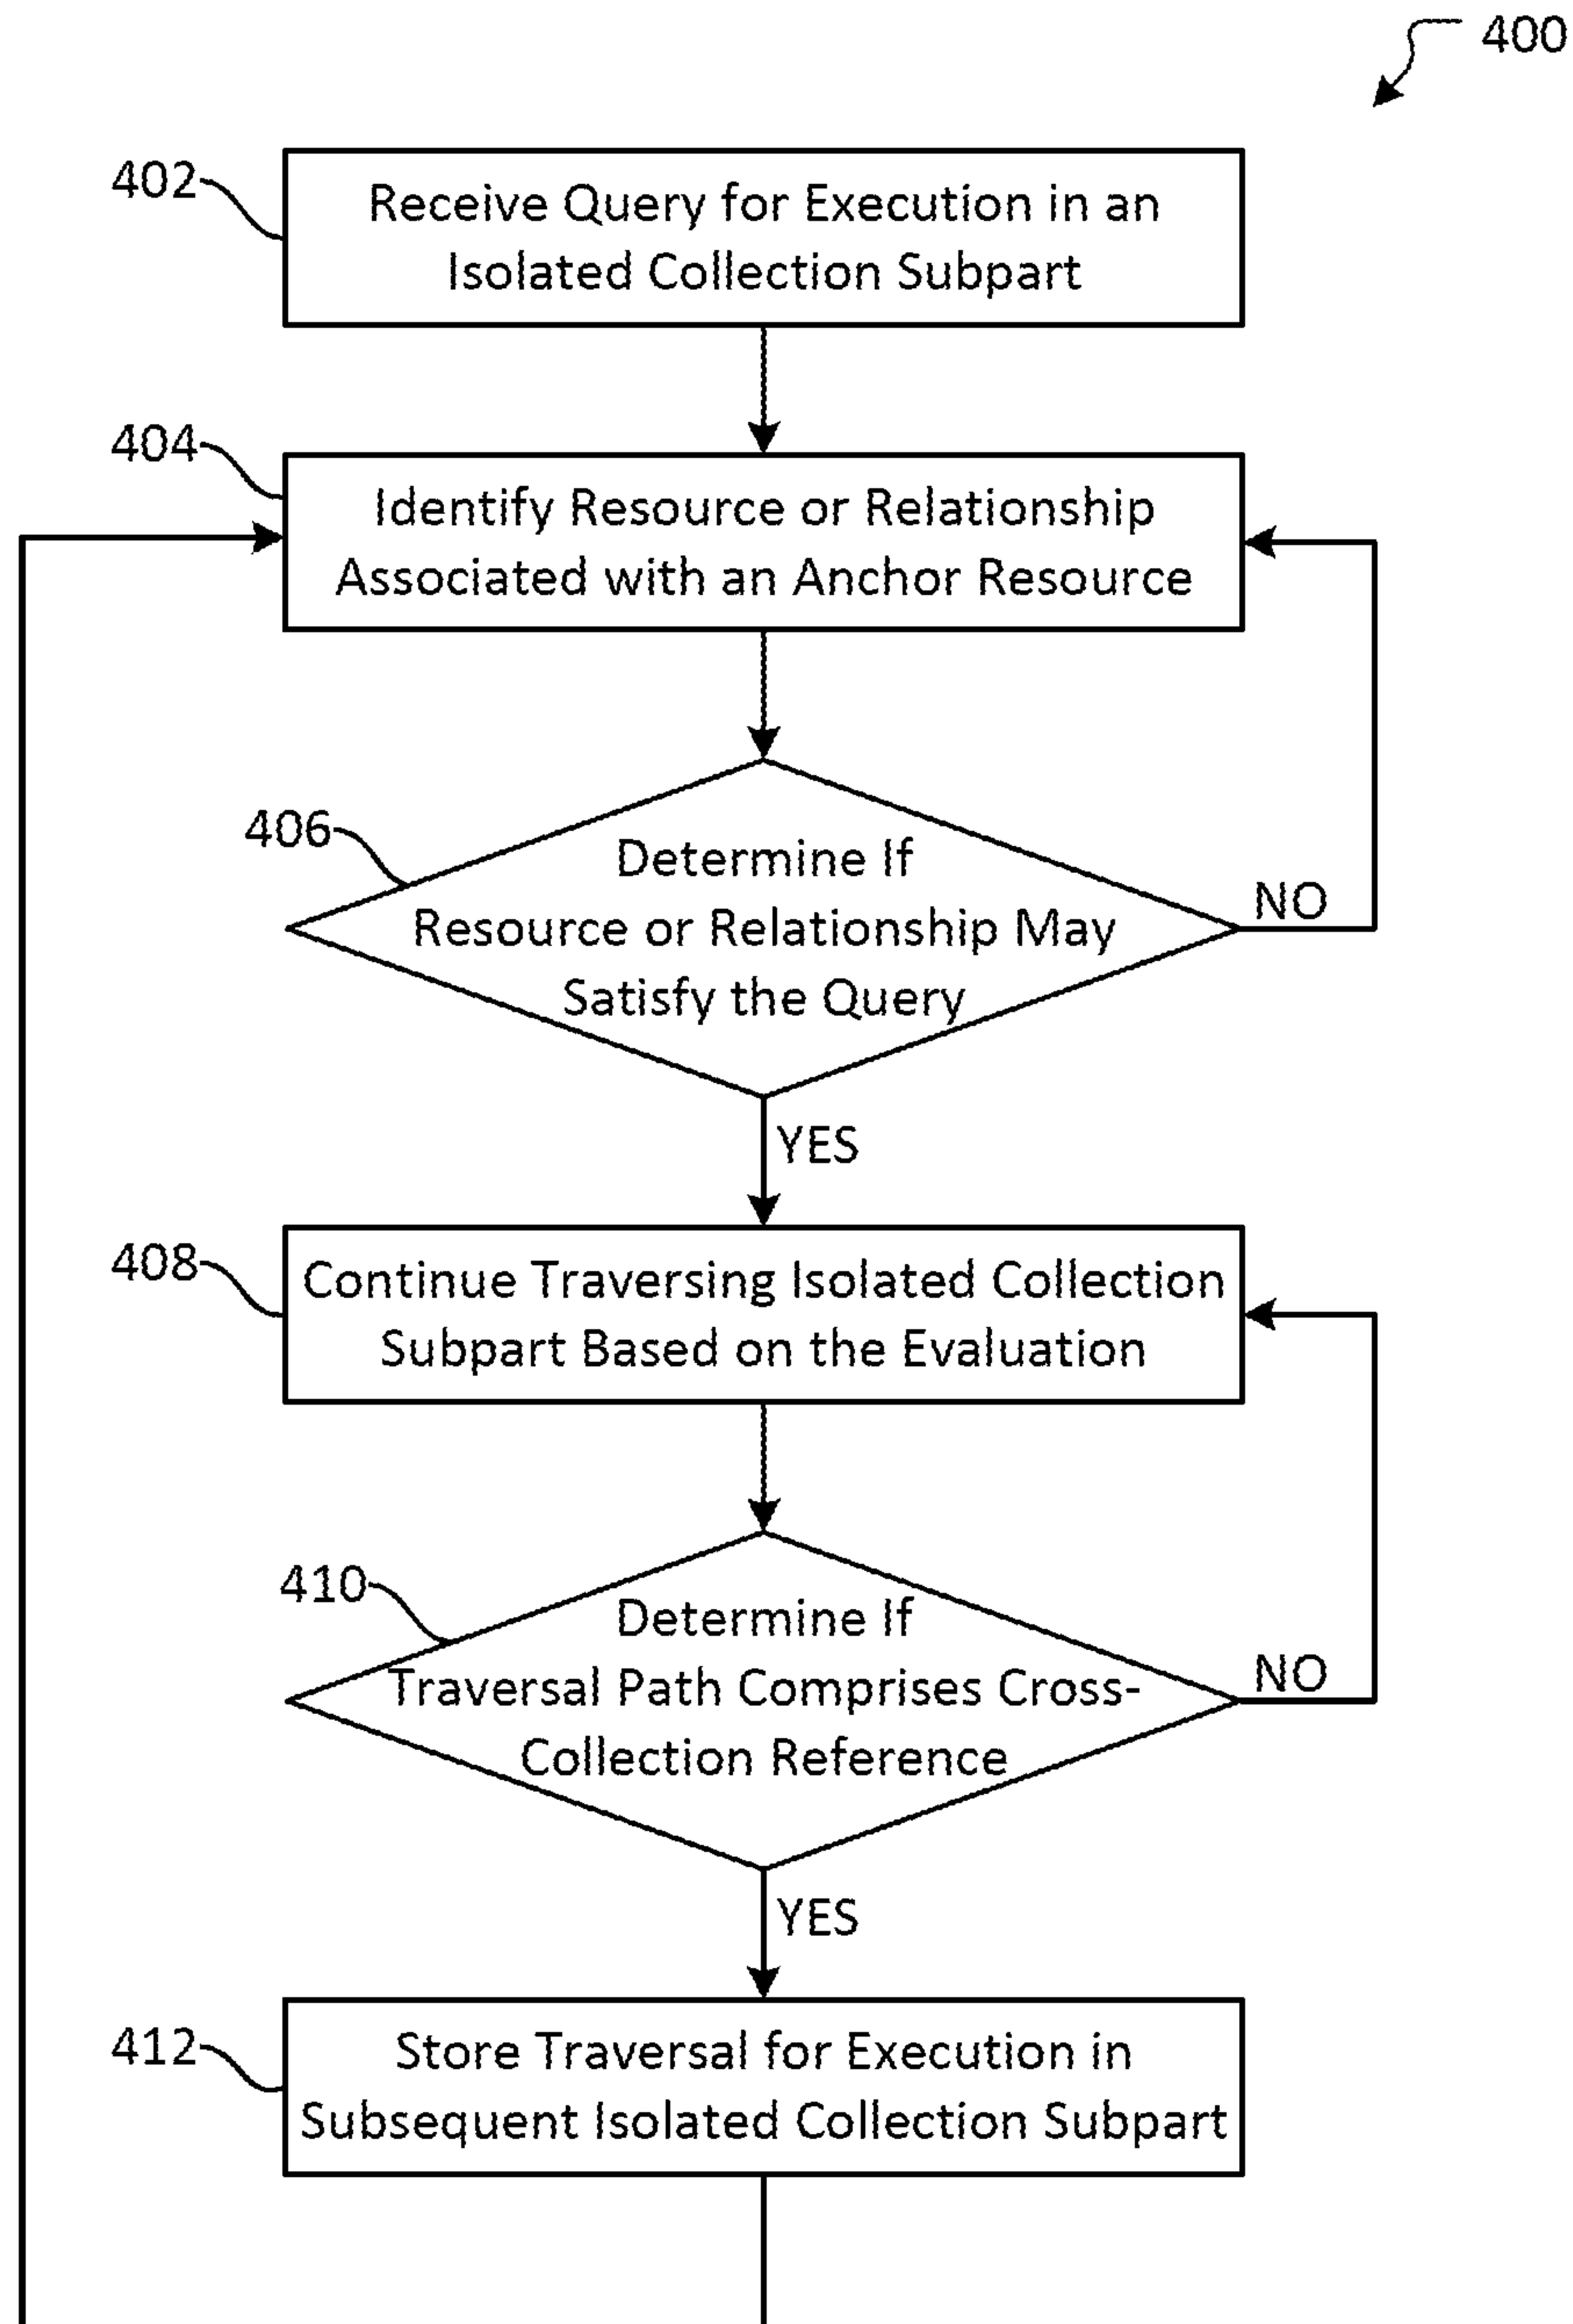 400
402
Receive Query for Execution in an
Isolated Collection Subpart
404
Identify Resource or Relationship
Associated with an Anchor Resource
406
Determine If
Resource or Relationship May
Satisfy the Query
NO
YES
408
Continue Traversing Isolated Collection
Subpart Based on the Evaluation
410
Determine If
Traversal Path Comprises Cross-
Collection Reference
NO
YES
412
Store Traversal for Execution in
Subsequent Isolated Collection Subpart